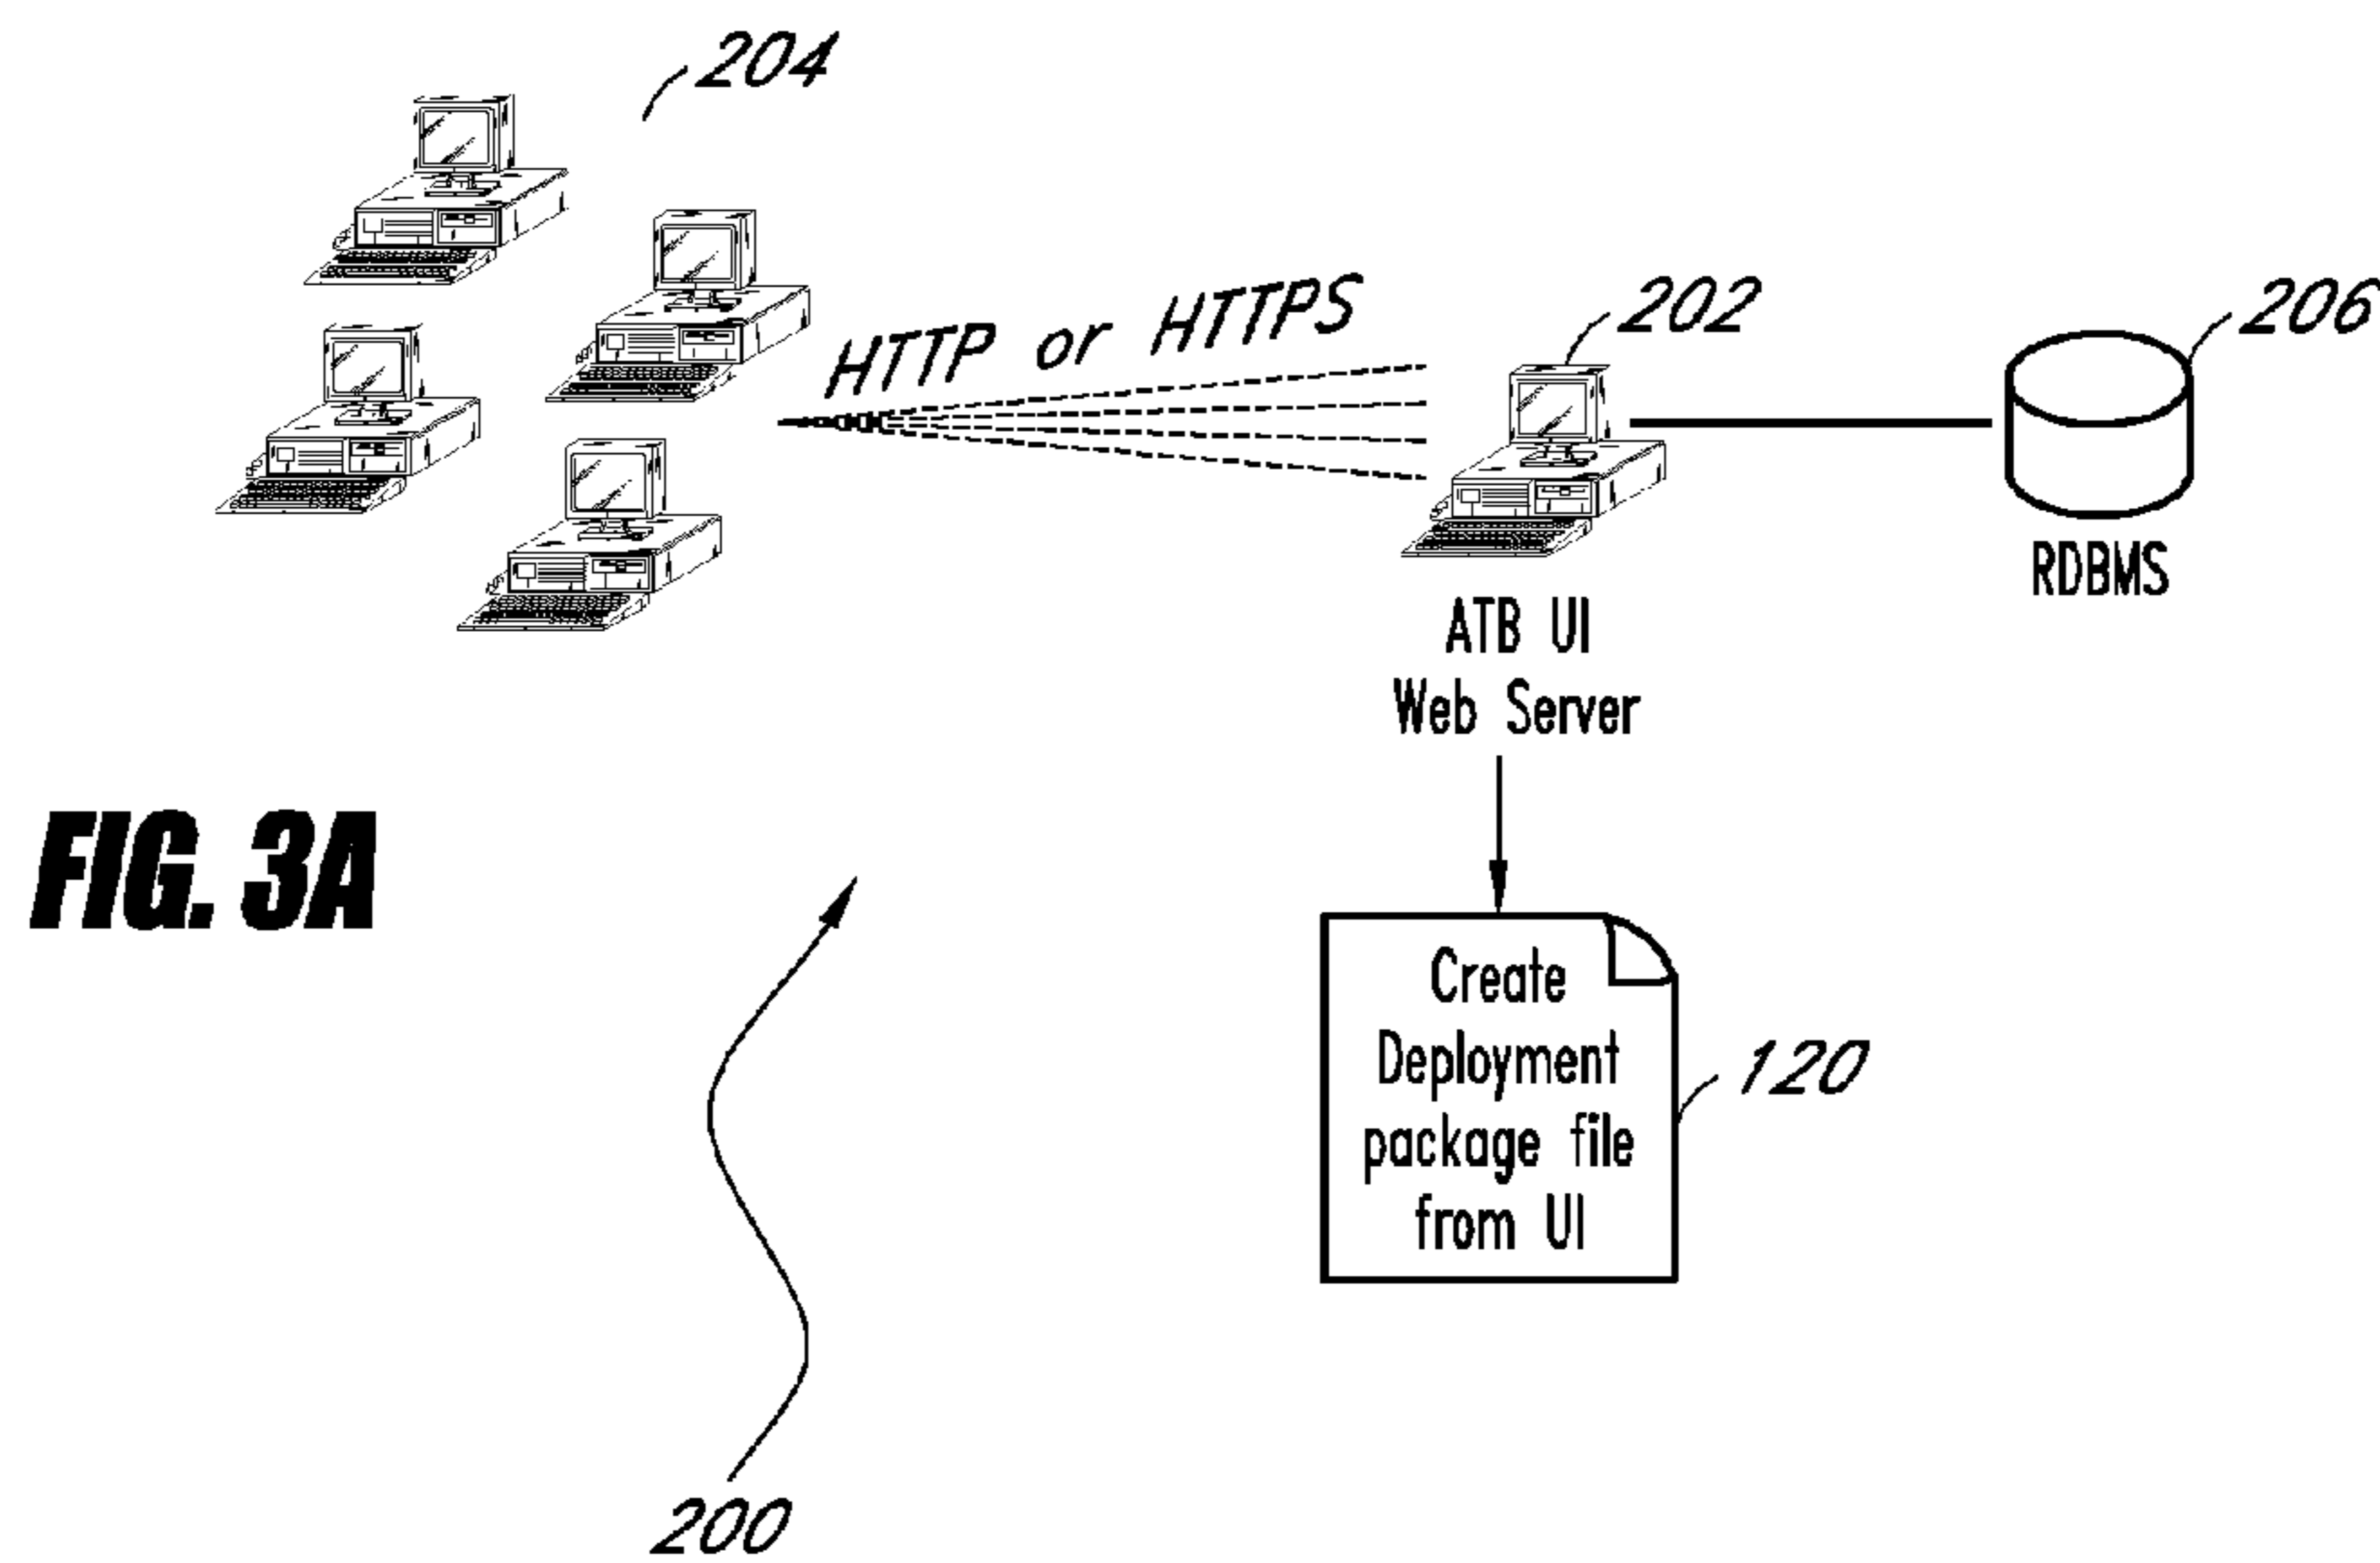 204
HTTP or HTTPS
202
206
RDBMS
ATB UI
Web Server
FIG. 3A
Create
Deployment
package file
from UI
120
200